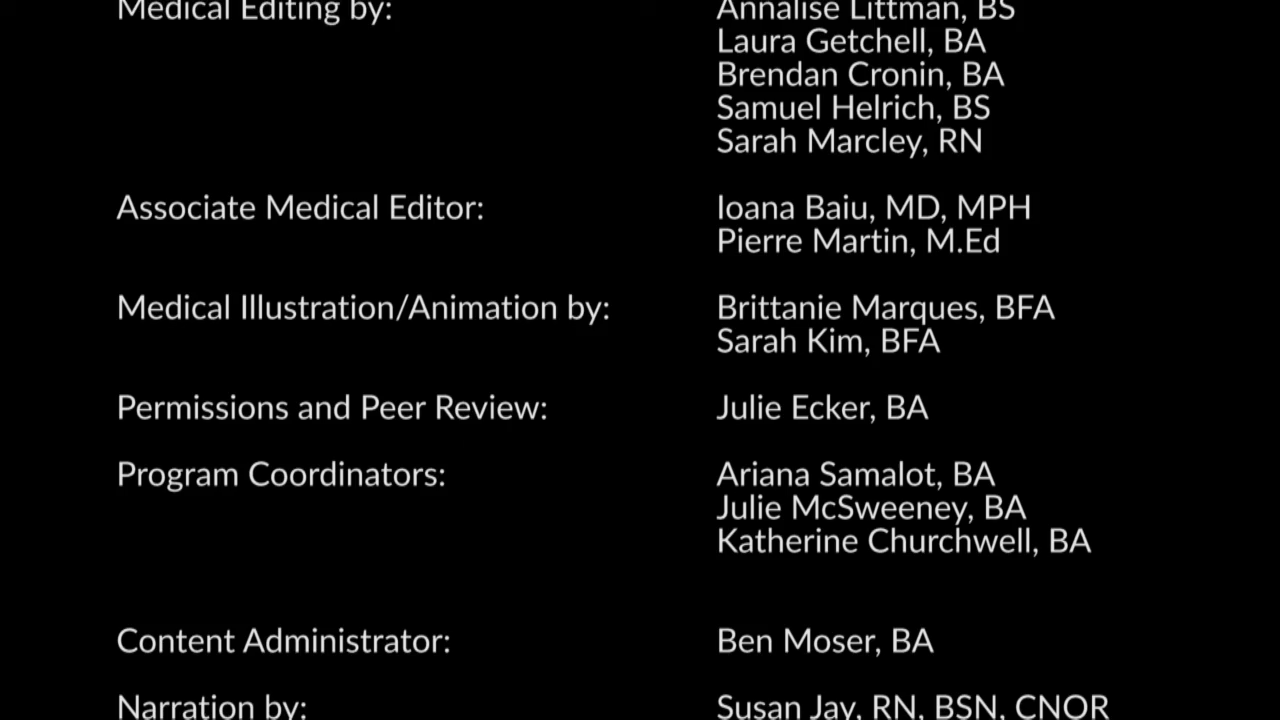 Medical Editing by: Annalise Littman, BS
Laura Getchell, BA
Brendan Cronin, BA
Samuel Helrich, BS
Sarah Marcley, RN
Associate Medical Editor: Ioana Baiu, MD, MPH
Pierre Martin, M.Ed
Medical Illustration/Animation by: Brittanie Marques, BFA
Sarah Kim, BFA
Permissions and Peer Review: Julie Ecker, BA
Program Coordinators: Ariana Samalot, BA
Julie McSweeney, BA
Katherine Churchwell, BA
Content Administrator: Ben Moser, BA
Narration by: Susan Jay, RN, BSN, CNOR